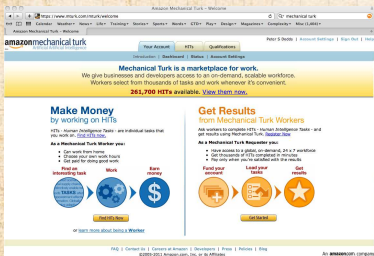 Amazon Mechanical Turk - Welcome
https://www.mturk.com/mturk/welcome
mechanical turk
Amazon Mechanical Turk - Welcome
amazonmechanical turk
Your Account HITs Qualifications
Account Settings | Sign Out | Help
Introduction | Dashboard | Status | Account Settings
Mechanical Turk is a marketplace for work.
We give businesses and developers access to an on-demand, scalable workforce.
Workers select from thousands of tasks and work whenever it's convenient.
261,700 HITs available. View them now.
Make Money
by working on HITs
HITs - Human Intelligence Tasks - are individual tasks that
you work on. Find HITs now.
As a Mechanical Turk Worker you:
• Can work from home
• Choose your own work hours
• Get paid for doing good work
Find an
interesting task
Work
Earn
money
Find HITs Now
or learn more about being a Worker
Get Results
from Mechanical Turk Workers
Ask workers to complete HITs - Human Intelligence Tasks - and
get results using Mechanical Turk. Register Now
As a Mechanical Turk Requester you:
• Have access to a global, on-demand, 24 x 7 workforce
• Get thousands of HITs completed in minutes
• Pay only when you're satisfied with the results
Fund your
account
Load your
tasks
Get
results
Get Started
FAQ | Contact Us | Careers at Amazon | Developers | Press | Policies | Blog
©2005-2011 Amazon.com, Inc. or its Affiliates
An amazon.com company